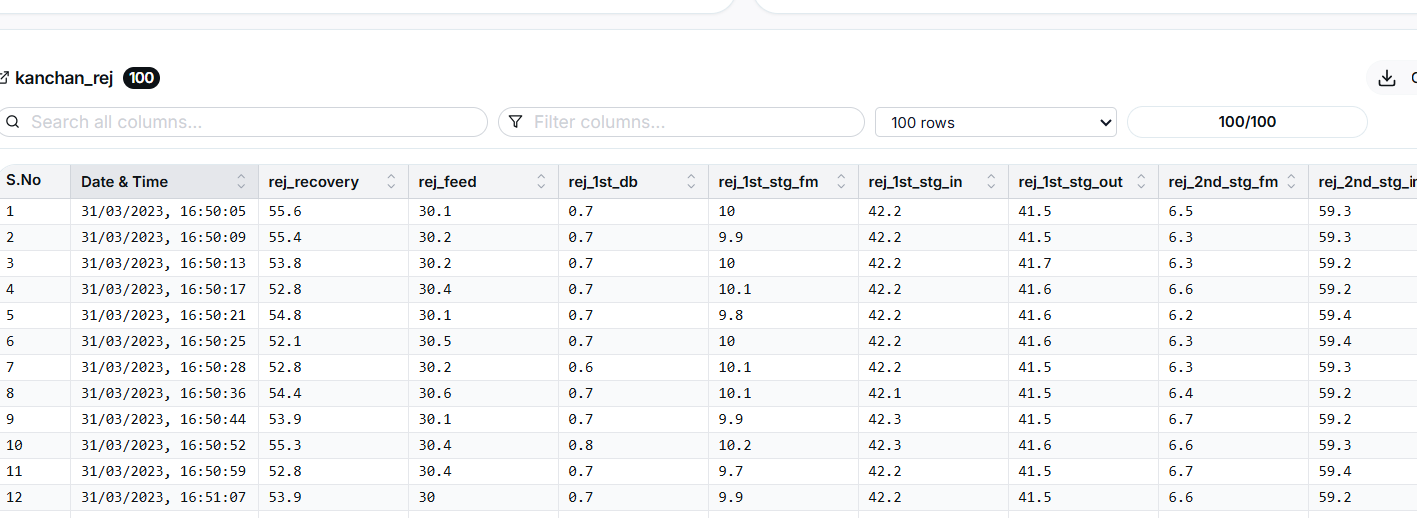 kanchan_rej 100
Search all columns... Filter columns... 100 rows 100/100
S.No Date & Time rej_recovery rej_feed rej_1st_db rej_1st_stg_fm rej_1st_stg_in rej_1st_stg_out rej_2nd_stg_fm rej_2nd_stg_in
1 31/03/2023, 16:50:05 55.6 30.1 0.7 10 42.2 41.5 6.5 59.3
2 31/03/2023, 16:50:09 55.4 30.2 0.7 9.9 42.2 41.5 6.3 59.3
3 31/03/2023, 16:50:13 53.8 30.2 0.7 10 42.2 41.7 6.3 59.2
4 31/03/2023, 16:50:17 52.8 30.4 0.7 10.1 42.2 41.6 6.6 59.2
5 31/03/2023, 16:50:21 54.8 30.1 0.7 9.8 42.2 41.6 6.2 59.4
6 31/03/2023, 16:50:25 52.1 30.5 0.7 10 42.2 41.6 6.3 59.4
7 31/03/2023, 16:50:28 52.8 30.2 0.6 10.1 42.2 41.5 6.3 59.3
8 31/03/2023, 16:50:36 54.4 30.6 0.7 10.1 42.1 41.5 6.4 59.2
9 31/03/2023, 16:50:44 53.9 30.1 0.7 9.9 42.3 41.5 6.7 59.2
10 31/03/2023, 16:50:52 55.3 30.4 0.8 10.2 42.3 41.6 6.6 59.3
11 31/03/2023, 16:50:59 52.8 30.4 0.7 9.7 42.2 41.5 6.7 59.4
12 31/03/2023, 16:51:07 53.9 30 0.7 9.9 42.2 41.5 6.6 59.2